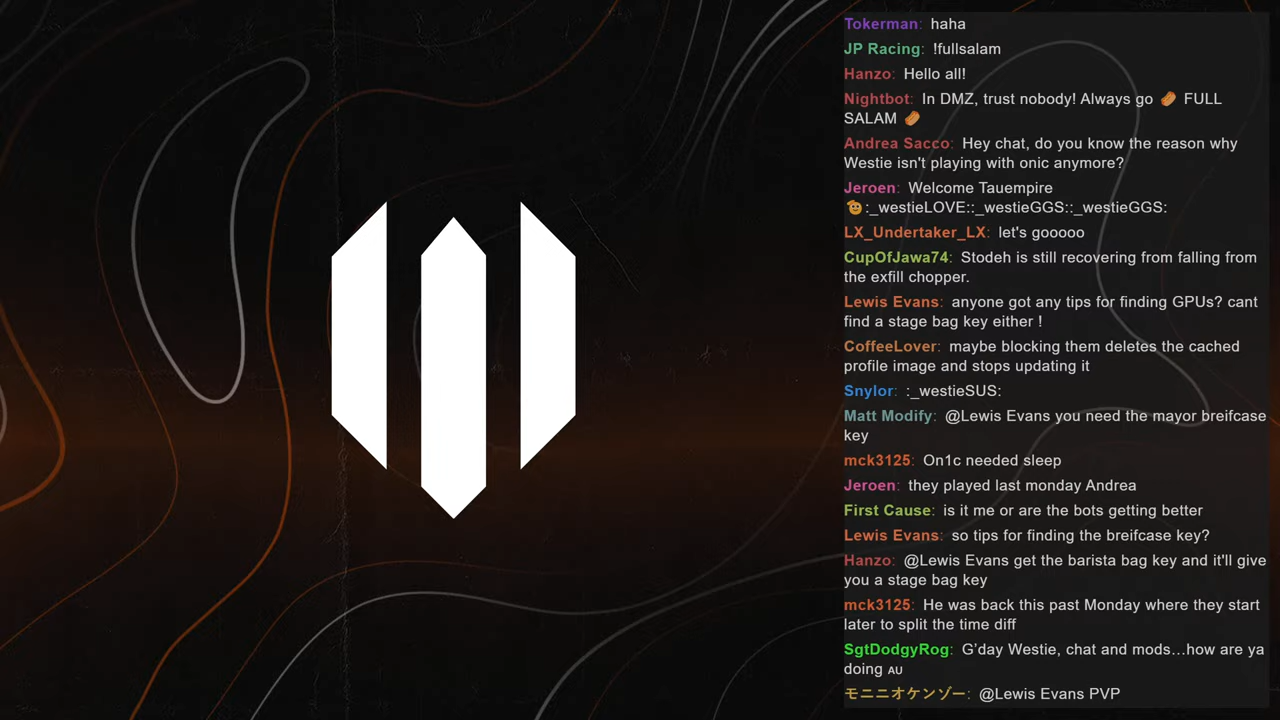 Tokerman: haha
JP Racing: !fullsalam
Hanzo: Hello all!
Nightbot: In DMZ, trust nobody! Always go 🥔 FULL
SALAM 🥔
Andrea Sacco: Hey chat, do you know the reason why
Westie isn't playing with onic anymore?
Jeroen: Welcome Tauempire
🫡:_westieLOVE::_westieGGS::_westieGGS:
LX_Undertaker_LX: let's gooooo
CupOfJawa74: Stodeh is still recovering from falling from
the exfill chopper.
Lewis Evans: anyone got any tips for finding GPUs? cant
find a stage bag key either !
CoffeeLover: maybe blocking them deletes the cached
profile image and stops updating it
Snylor: :_westieSUS:
Matt Modify: @Lewis Evans you need the mayor breifcase
key
mck3125: On1c needed sleep
Jeroen: they played last monday Andrea
First Cause: is it me or are the bots getting better
Lewis Evans: so tips for finding the breifcase key?
Hanzo: @Lewis Evans get the barista bag key and it'll give
you a stage bag key
mck3125: He was back this past Monday where they start
later to split the time diff
SgtDodgyRog: G'day Westie, chat and mods...how are ya
doing AU
モニニオケンゾー: @Lewis Evans PVP